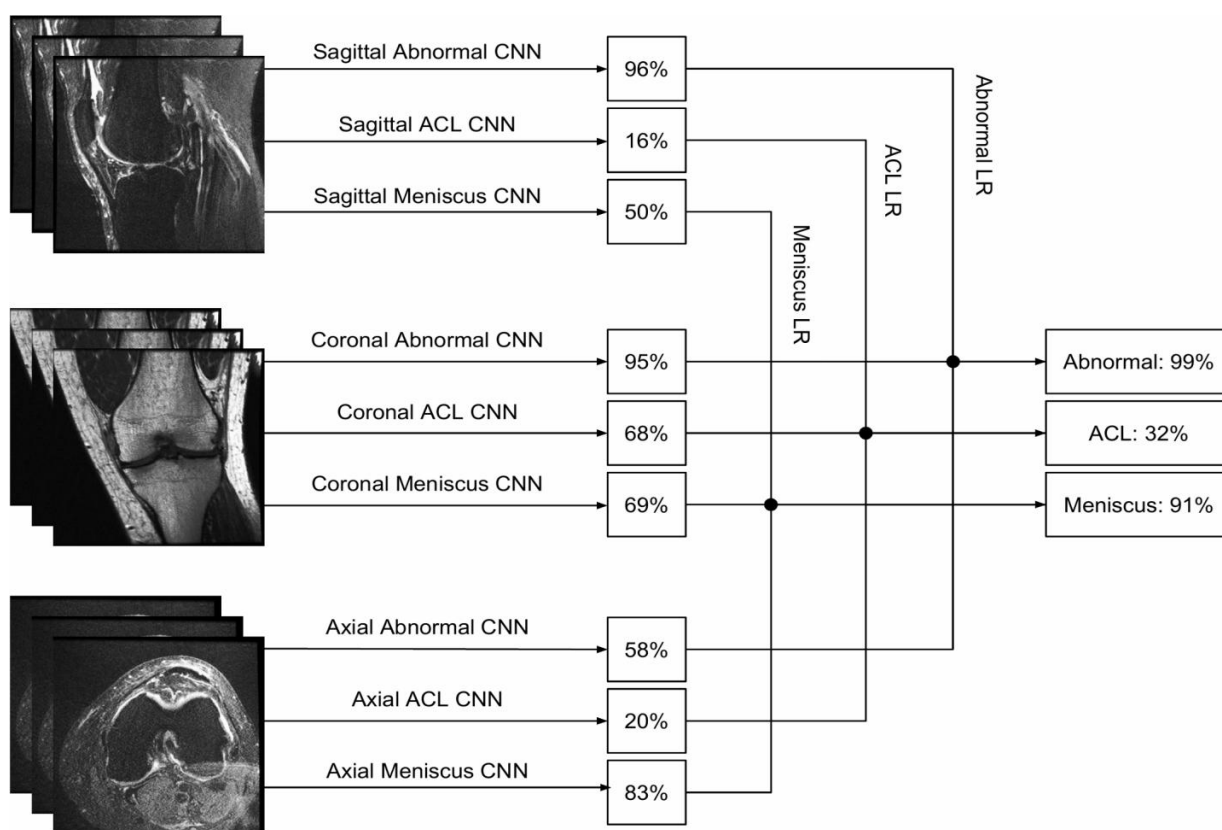 Sagittal Abnormal CNN
96%
Sagittal ACL CNN
16%
Sagittal Meniscus CNN
50%
Abnormal LR
ACL LR
Meniscus LR
Coronal Abnormal CNN
95%
Abnormal: 99%
Coronal ACL CNN
68%
ACL: 32%
Coronal Meniscus CNN
69%
Meniscus: 91%
Axial Abnormal CNN
58%
Axial ACL CNN
20%
Axial Meniscus CNN
83%